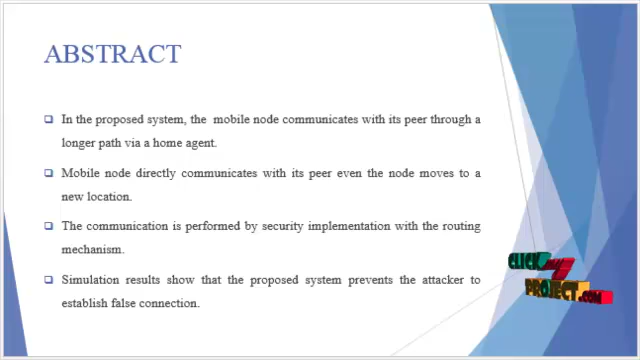 ABSTRACT
In the proposed system, the mobile node communicates with its peer through a
longer path via a home agent.
Mobile node directly communicates with its peer even the node moves to a
new location.
The communication is performed by security implementation with the routing
mechanism.
Simulation results show that the proposed system prevents the attacker to
establish false connection.
CLICK MY
PROJECT.COM